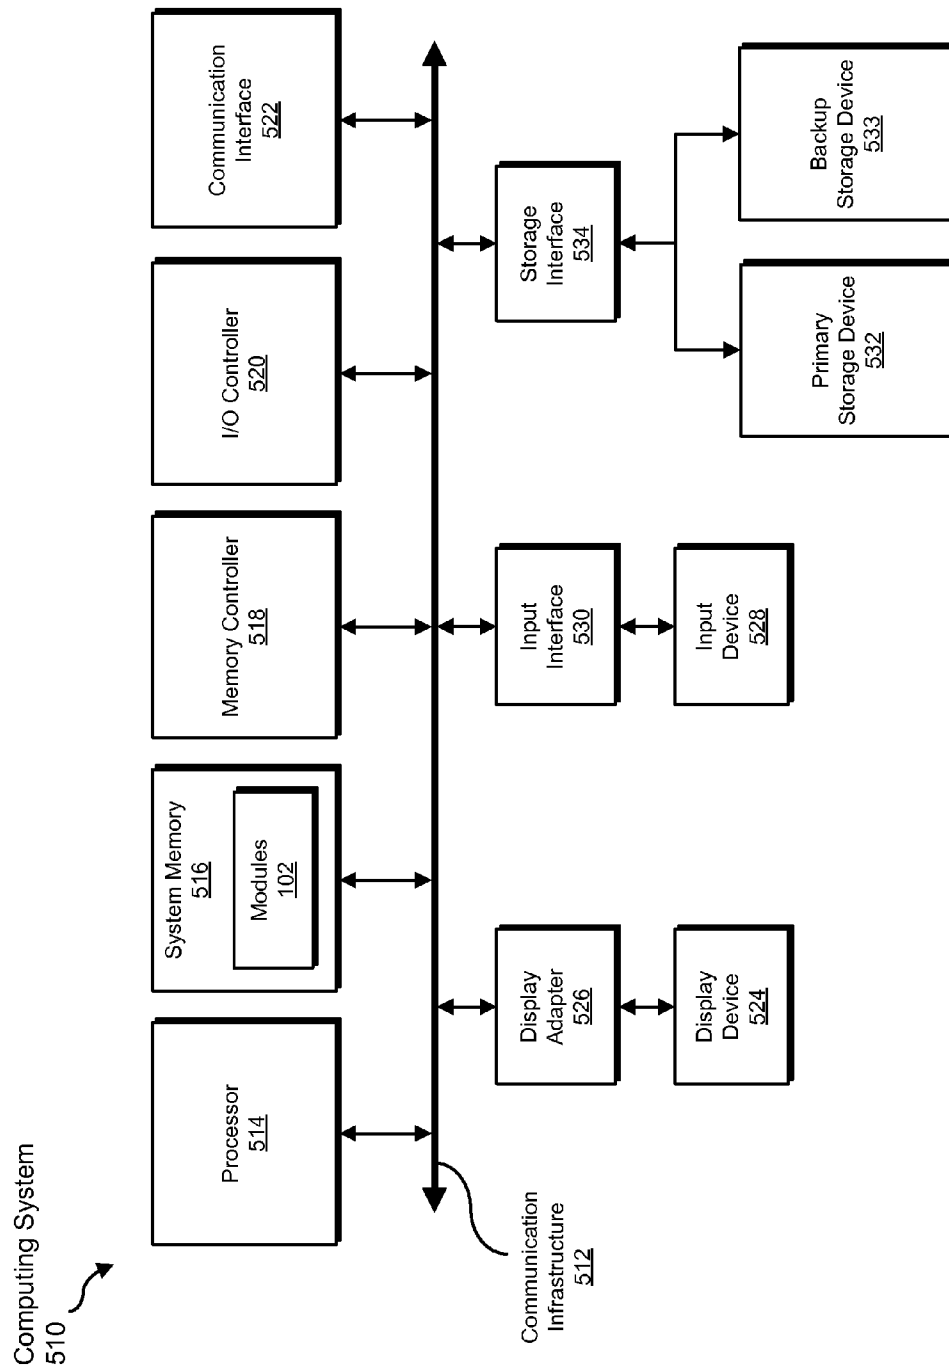 Computing System
510
Processor
514
System Memory
516
Modules
102
Memory Controller
518
I/O Controller
520
Communication
Interface
522
Communication
Infrastructure
512
Display
Adapter
526
Input
Interface
530
Storage
Interface
534
Display
Device
524
Input
Device
528
Primary
Storage Device
532
Backup
Storage Device
533